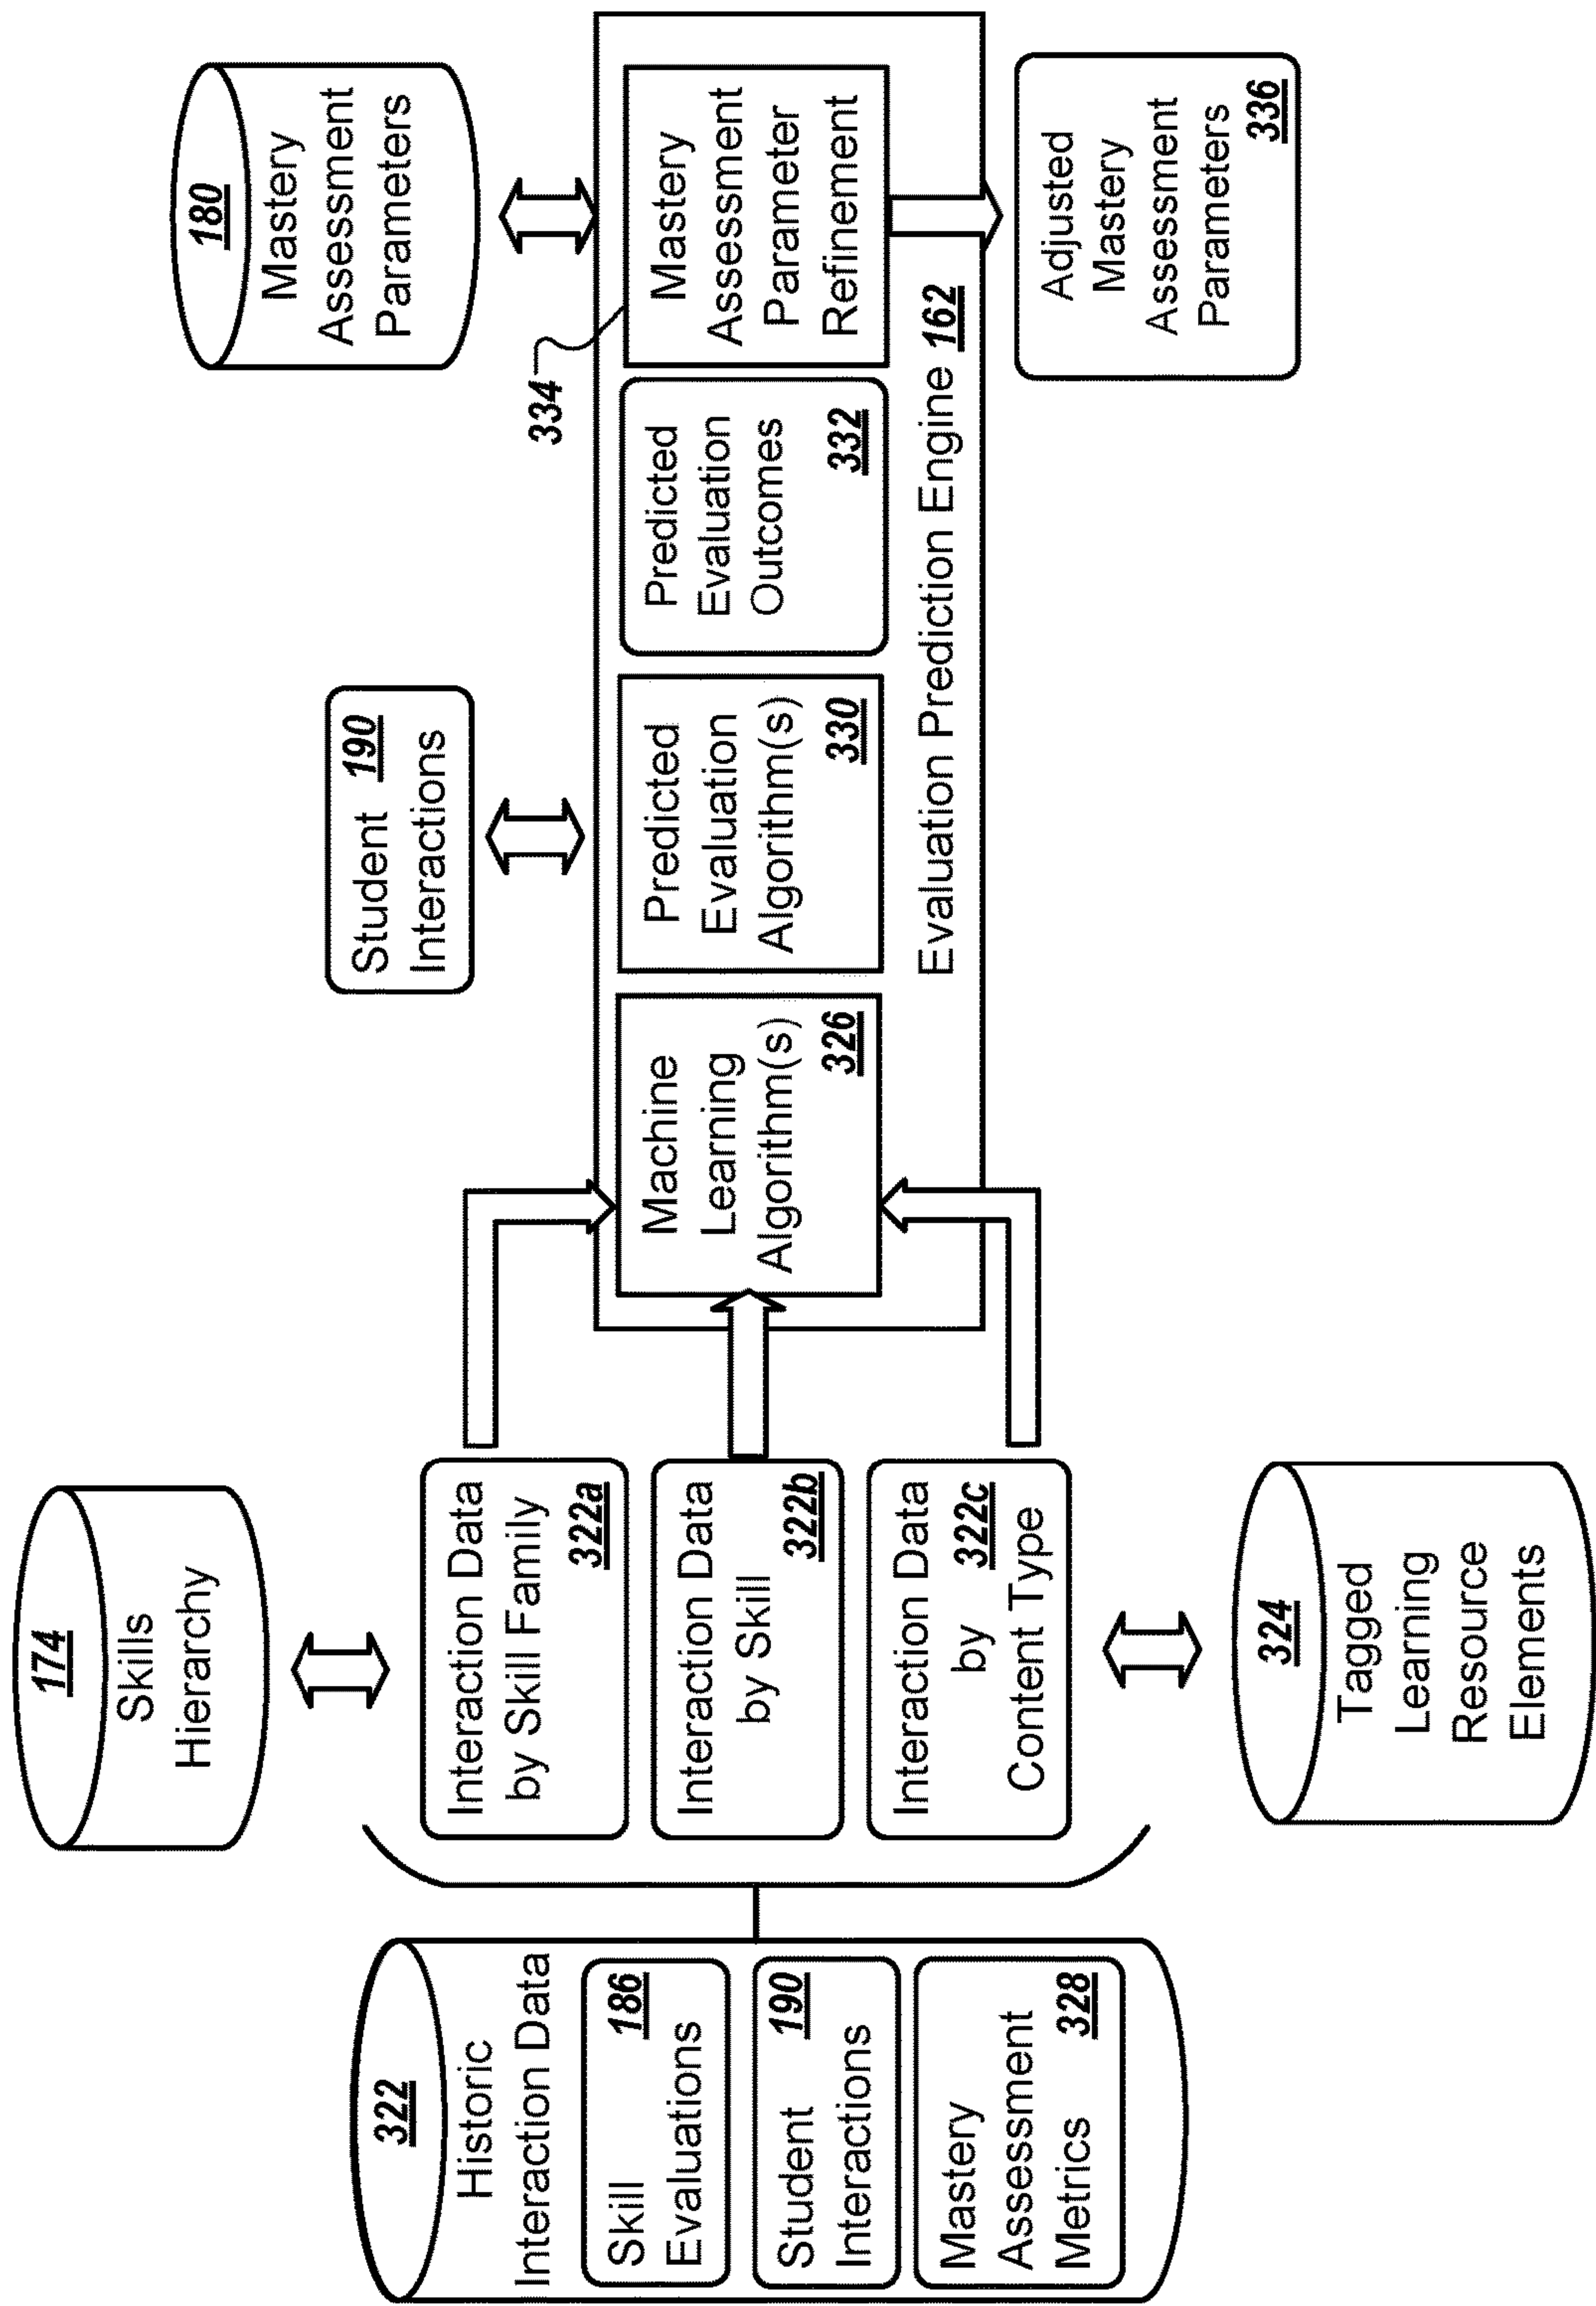 322
Historic
Interaction Data
Skill 186
Evaluations
Student 190
Interactions
Mastery
Assessment
Metrics 328
174
Skills
Hierarchy
Interaction Data
by Skill Family
322a
Interaction Data
by Skill 322b
Interaction Data
by 322c
Content Type
324
Tagged
Learning
Resource
Elements
Machine
Learning
Algorithm(s)
326
Student 190
Interactions
Predicted
Evaluation
Algorithm(s)
330
Predicted
Evaluation
Outcomes
332
334
Mastery
Assessment
Parameter
Refinement
Evaluation Prediction Engine 162
180
Mastery
Assessment
Parameters
Adjusted
Mastery
Assessment
Parameters
336